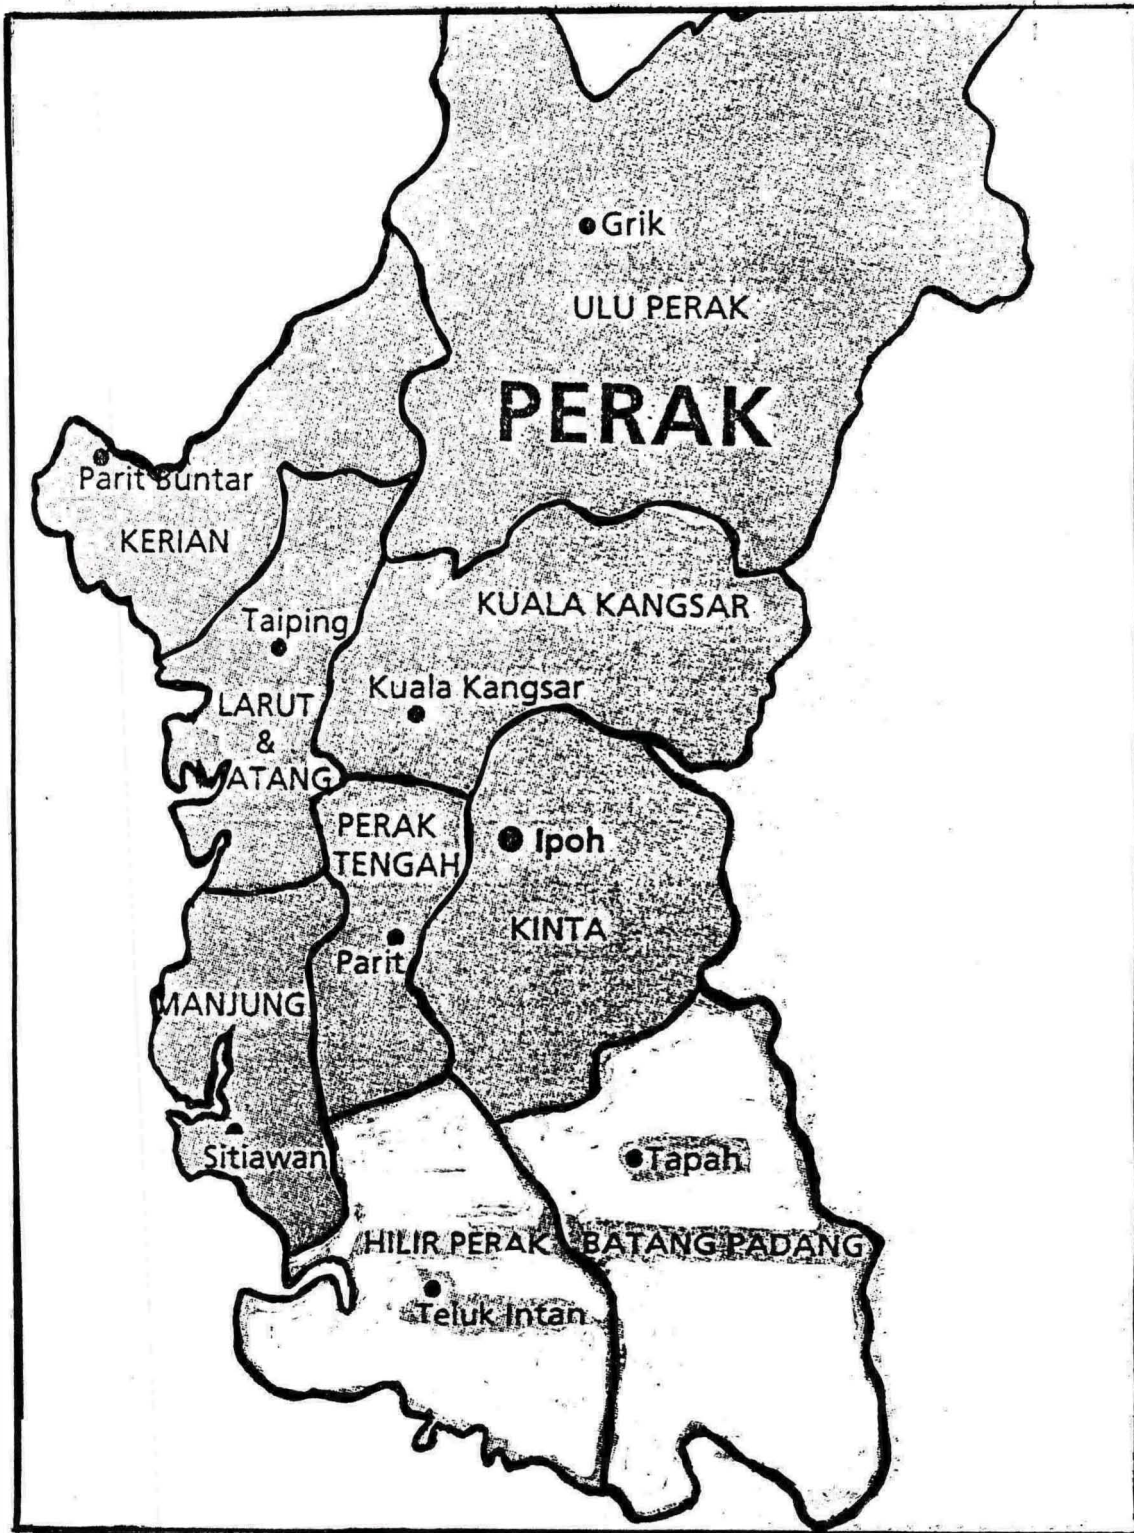 Grik
ULU PERAK
PERAK
Parit Buntar
KERIAN
KUALA KANGSAR
Taiping
Kuala Kangsar
LARUT
&
MATANG
PERAK
TENGAH
Ipoh
KINTA
Parit
MANJUNG
Sitiawan
Tapah
HILIR PERAK
BATANG PADANG
Teluk Intan